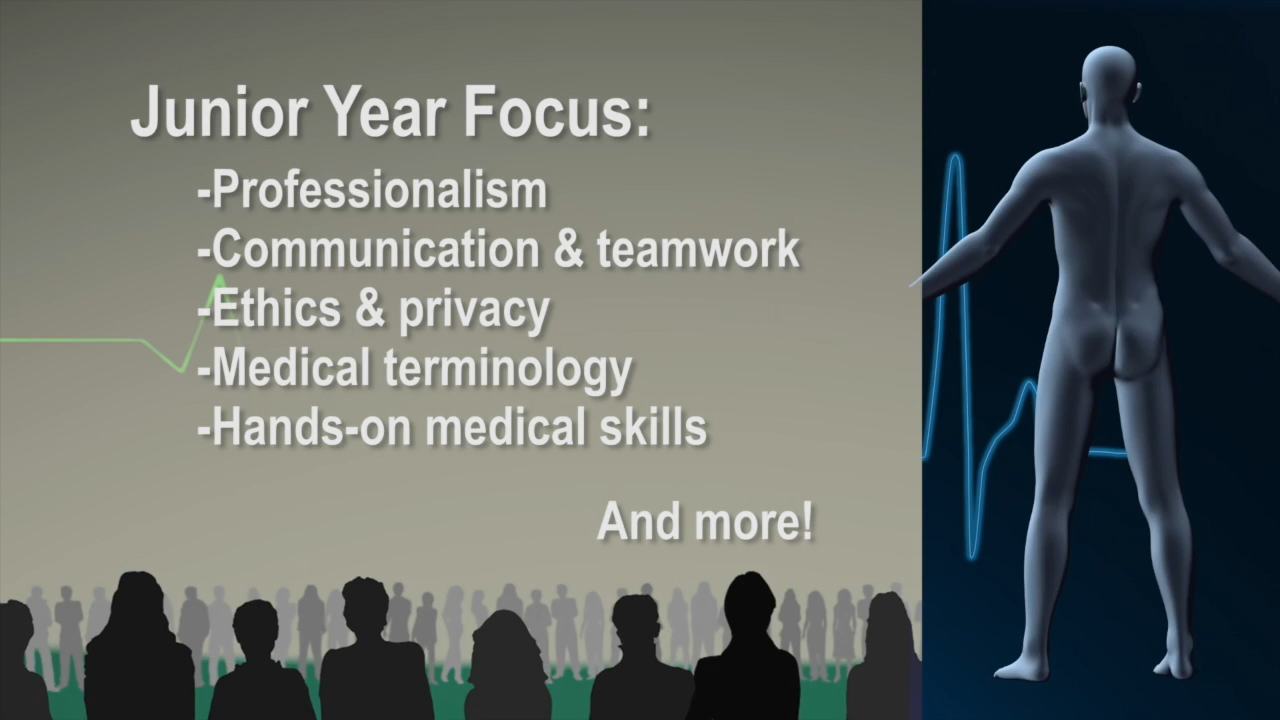 Junior Year Focus:
-Professionalism
-Communication & teamwork
-Ethics & privacy
-Medical terminology
-Hands-on medical skills
And more!